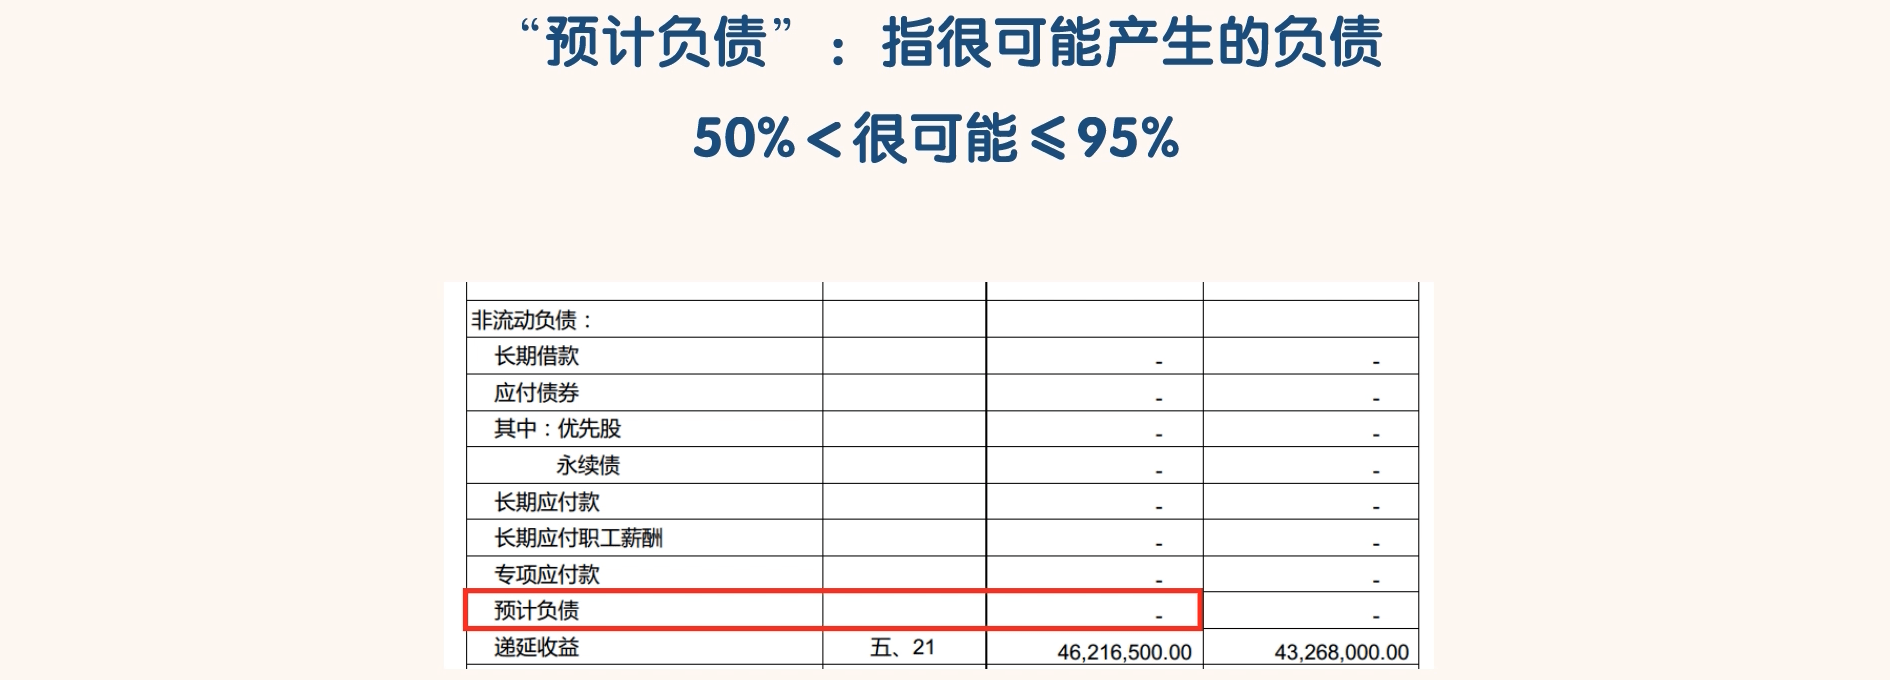 “预计负债”：指很可能产生的负债
50%＜很可能≤95%
非流动负债：
长期借款 - -
应付债券 - -
其中：优先股 - -
永续债 - -
长期应付款 - -
长期应付职工薪酬 - -
专项应付款 - -
预计负债 - -
递延收益 五、21 46,216,500.00 43,268,000.00